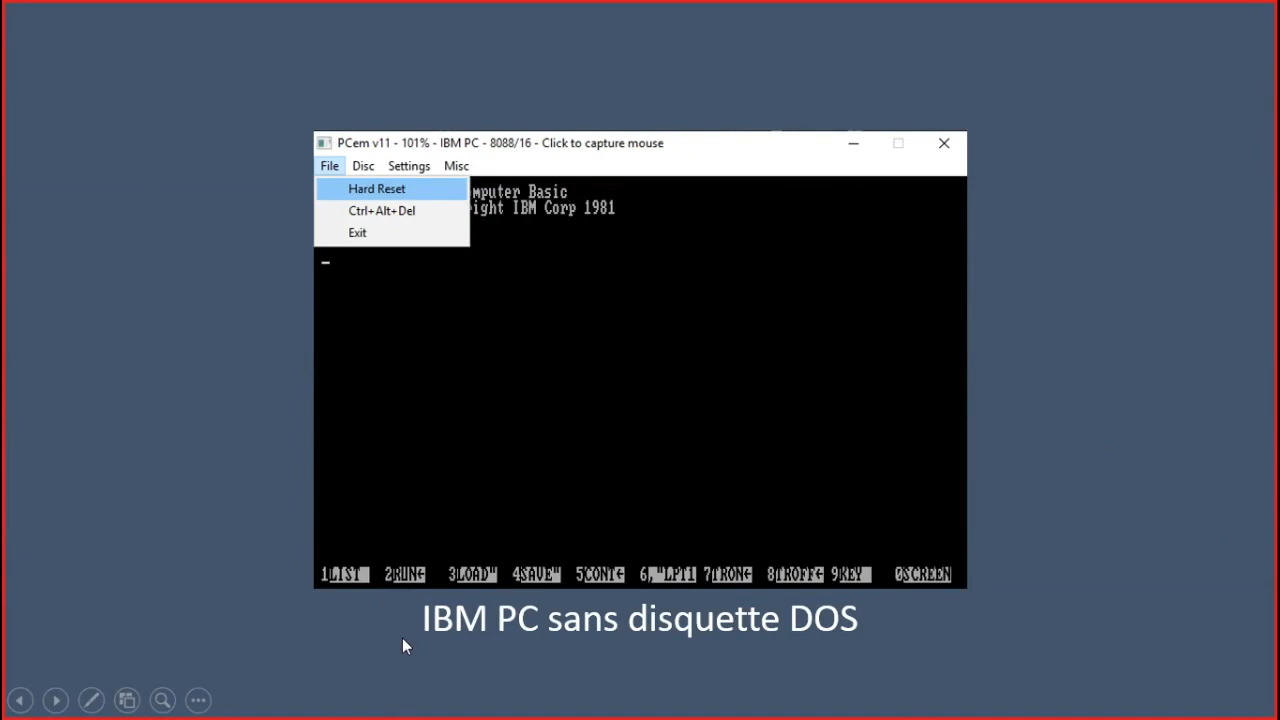 PCem v11 - 101% - IBM PC - 8088/16 - Click to capture mouse
File Disc Settings Misc
Hard Reset
Ctrl+Alt+Del
Exit
mputer Basic
ight IBM Corp 1981
1LIST 2RUN← 3LOAD" 4SAVE" 5CONT← 6,"LPT1 7TRON← 8TROFF← 9KEY 0SCREEN
IBM PC sans disquette DOS